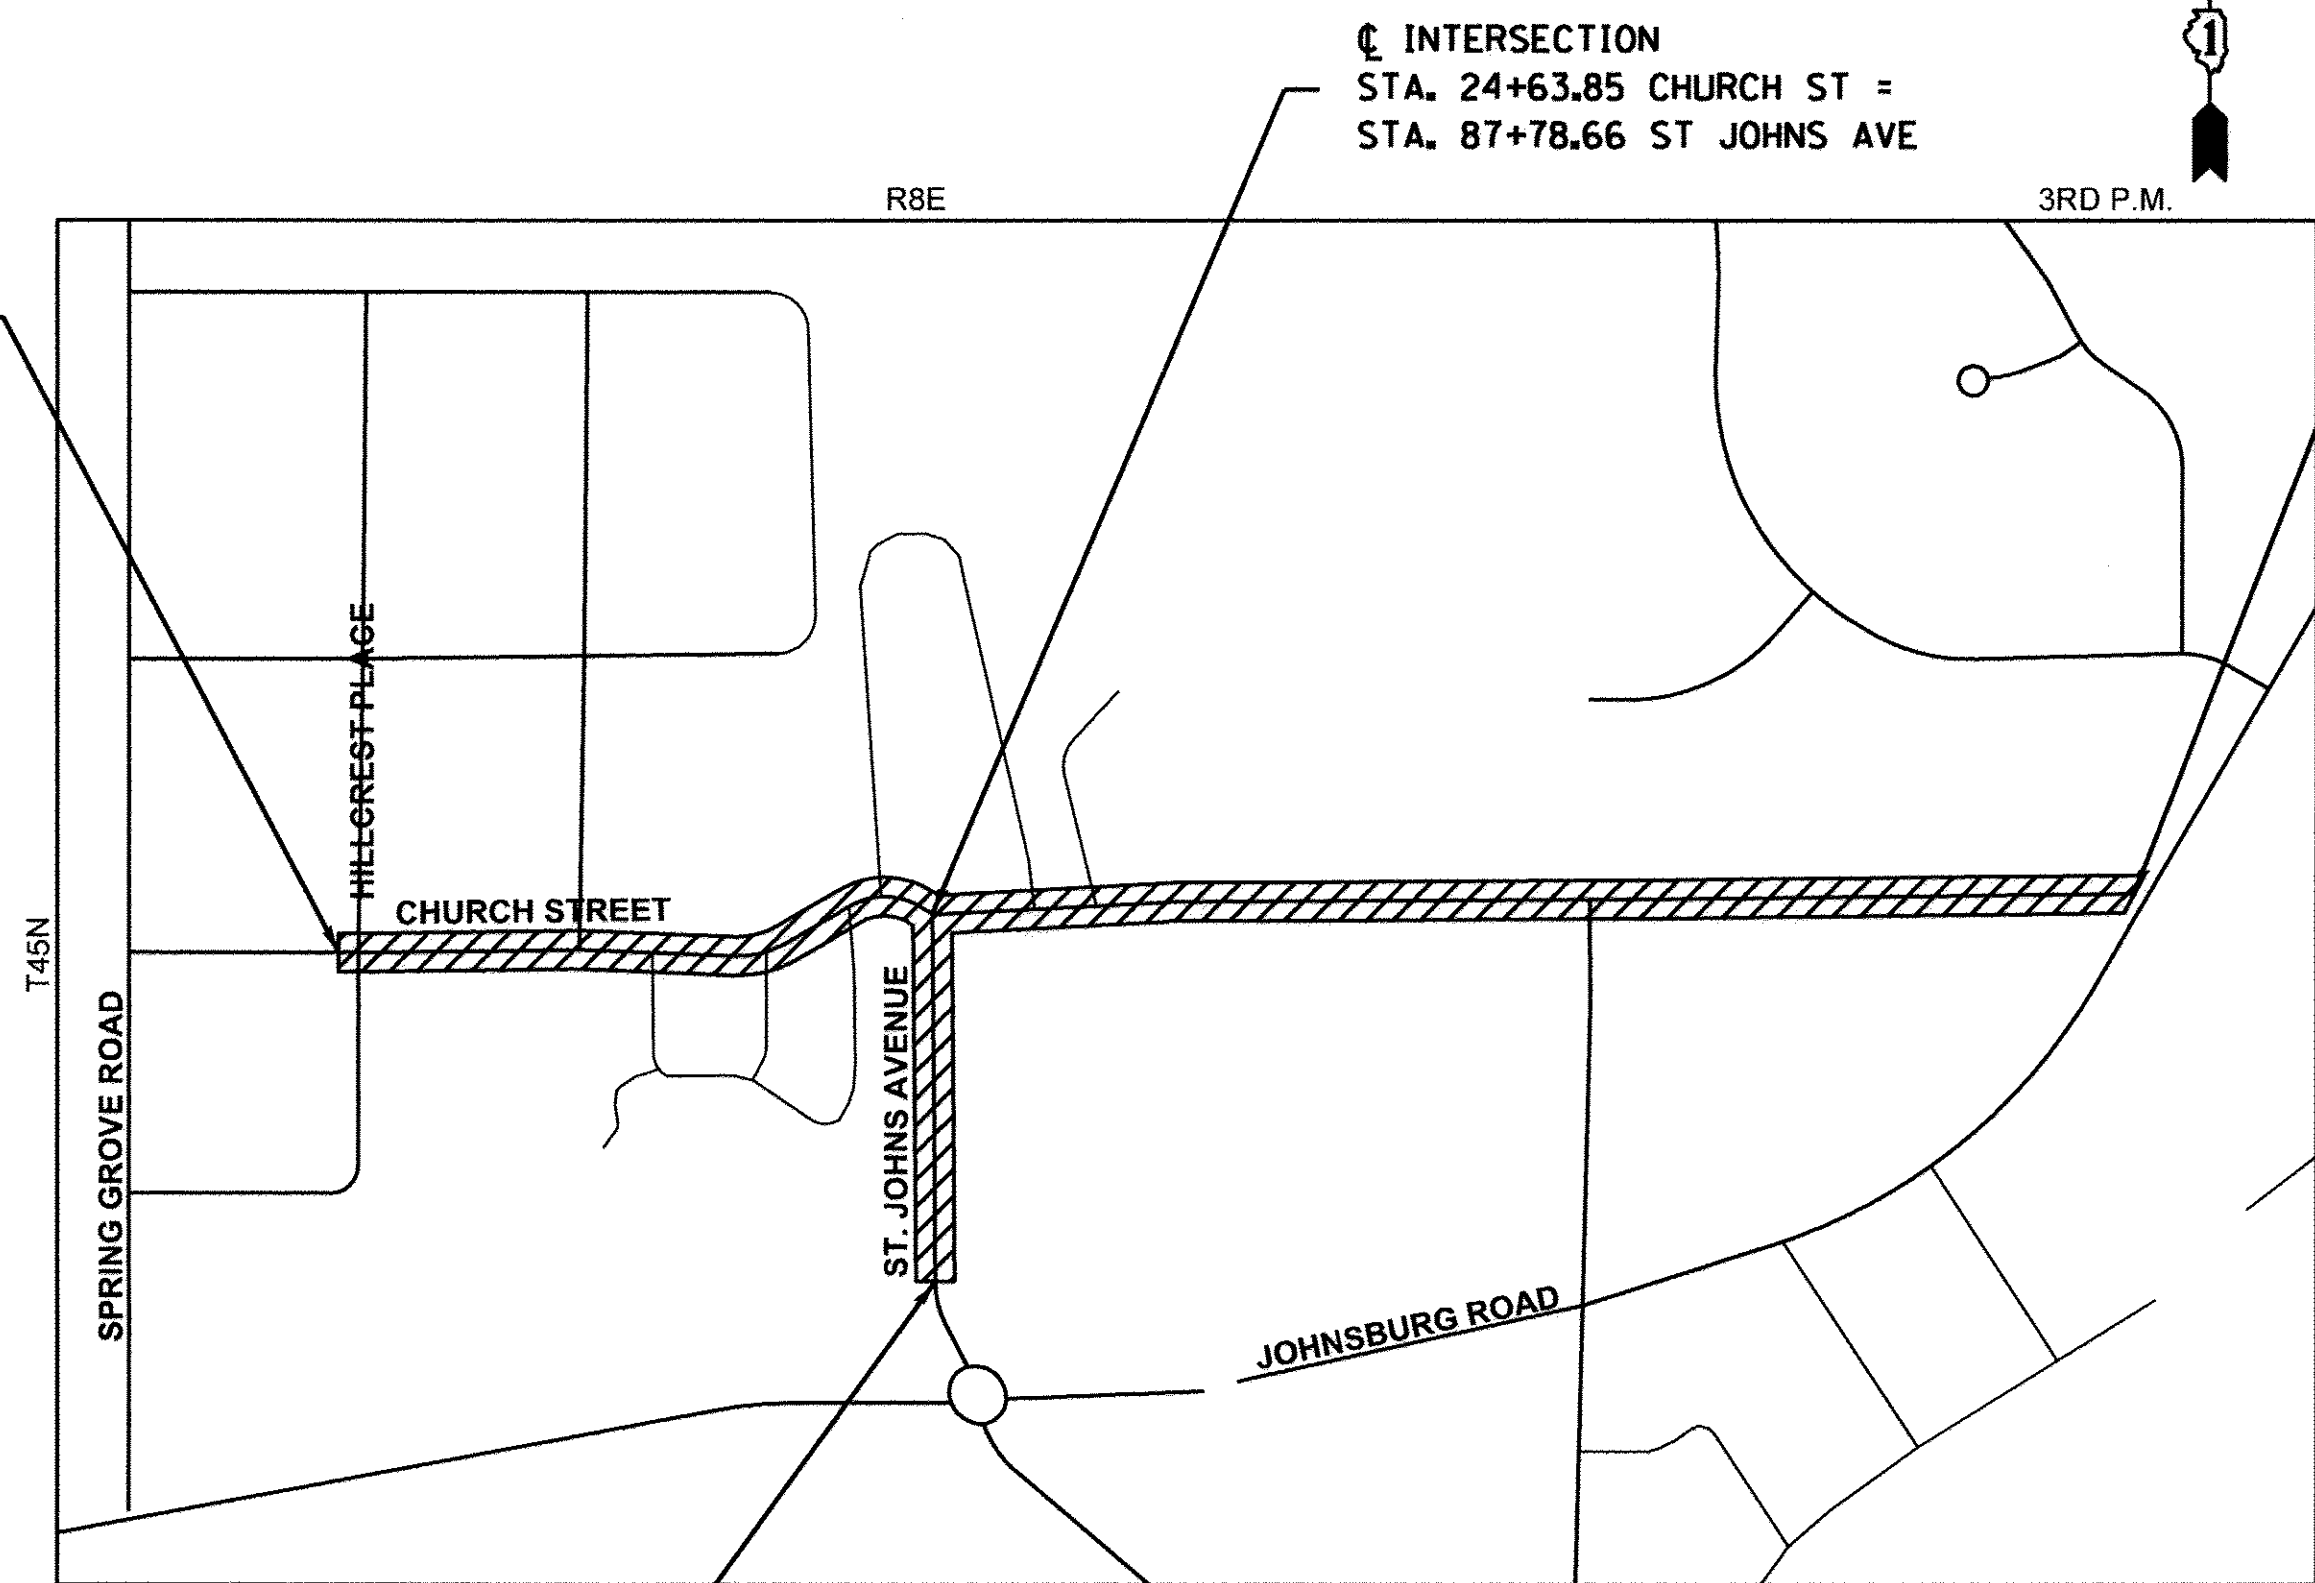 ℄ INTERSECTION
STA. 24+63.85 CHURCH ST =
STA. 87+78.66 ST JOHNS AVE
1
R8E
3RD P.M.
HILLCREST PLACE
CHURCH STREET
T45N
SPRING GROVE ROAD
ST. JOHNS AVENUE
JOHNSBURG ROAD